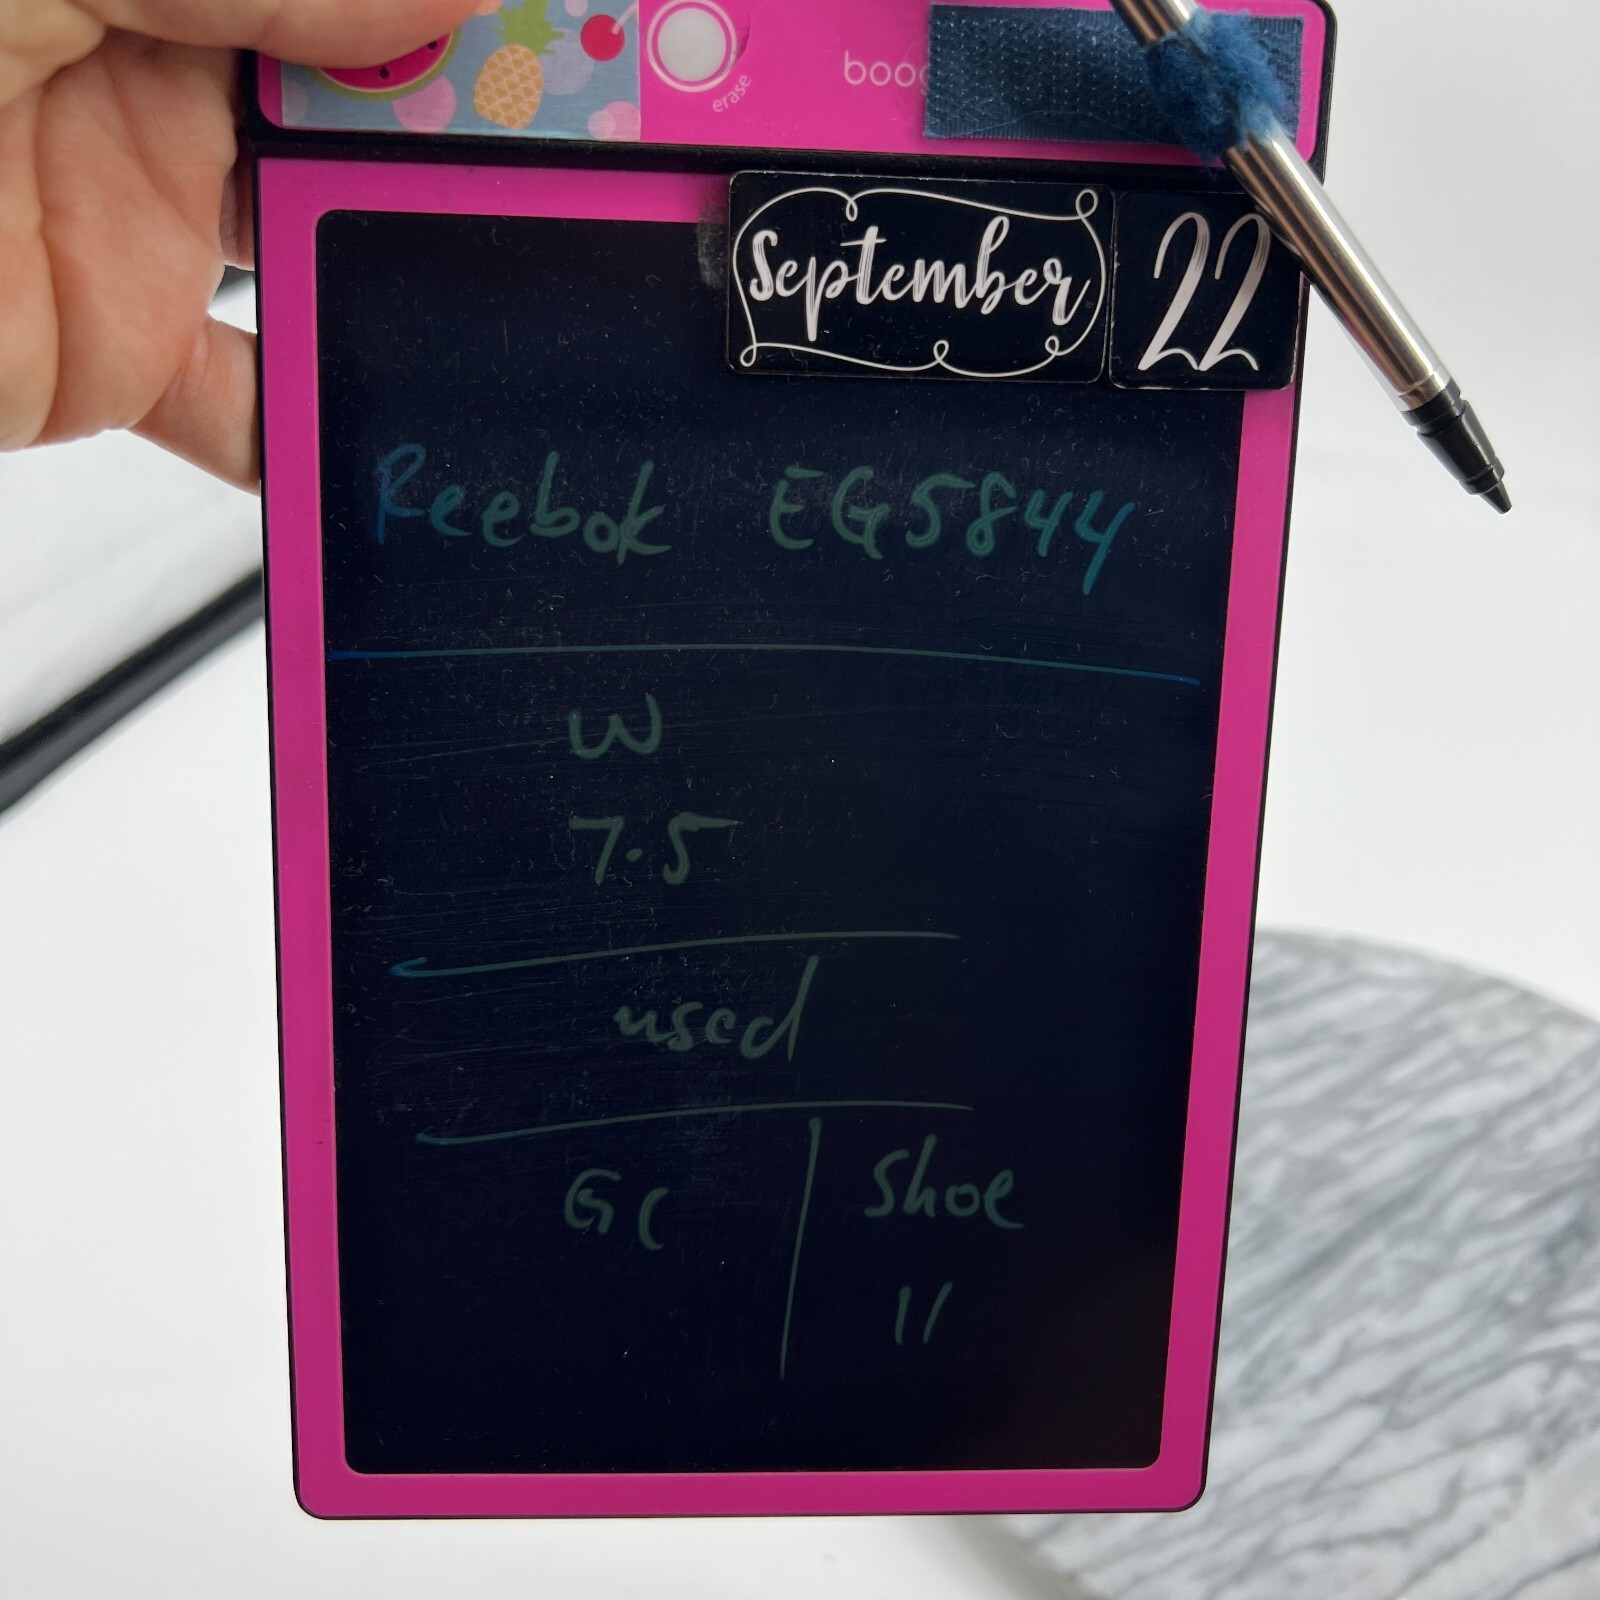 erase
September 22
Reebok EG5844
W
7.5
used
GC Shoe
11